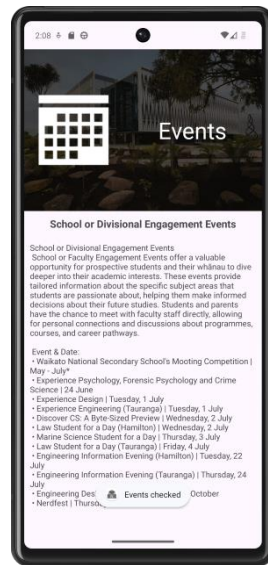 2:08
Events
School or Divisional Engagement Events
School or Divisional Engagement Events
School or Faculty Engagement Events offer a valuable
opportunity for prospective students and their whānau to dive
deeper into their academic interests. These events provide
tailored information about the specific subject areas that
students are passionate about, helping them make informed
decisions about their future studies. Students and parents
have the chance to meet with faculty staff directly, allowing
for personal connections and discussions about programmes,
courses, and career pathways.
Event & Date:
• Waikato National Secondary School's Mooting Competition |
May - July*
• Experience Psychology, Forensic Psychology and Crime
Science | 24 June
• Experience Design | Tuesday, 1 July
• Experience Engineering (Tauranga) | Tuesday, 1 July
• Discover CS: A Byte-Sized Preview | Wednesday, 2 July
• Law Student for a Day (Hamilton) | Wednesday, 2 July
• Marine Science Student for a Day | Thursday, 3 July
• Law Student for a Day (Tauranga) | Friday, 4 July
• Engineering Information Evening (Hamilton) | Tuesday, 22
July
• Engineering Information Evening (Tauranga) | Thursday, 24
July
• Engineering Des October
• Nerdfest |
Events checked